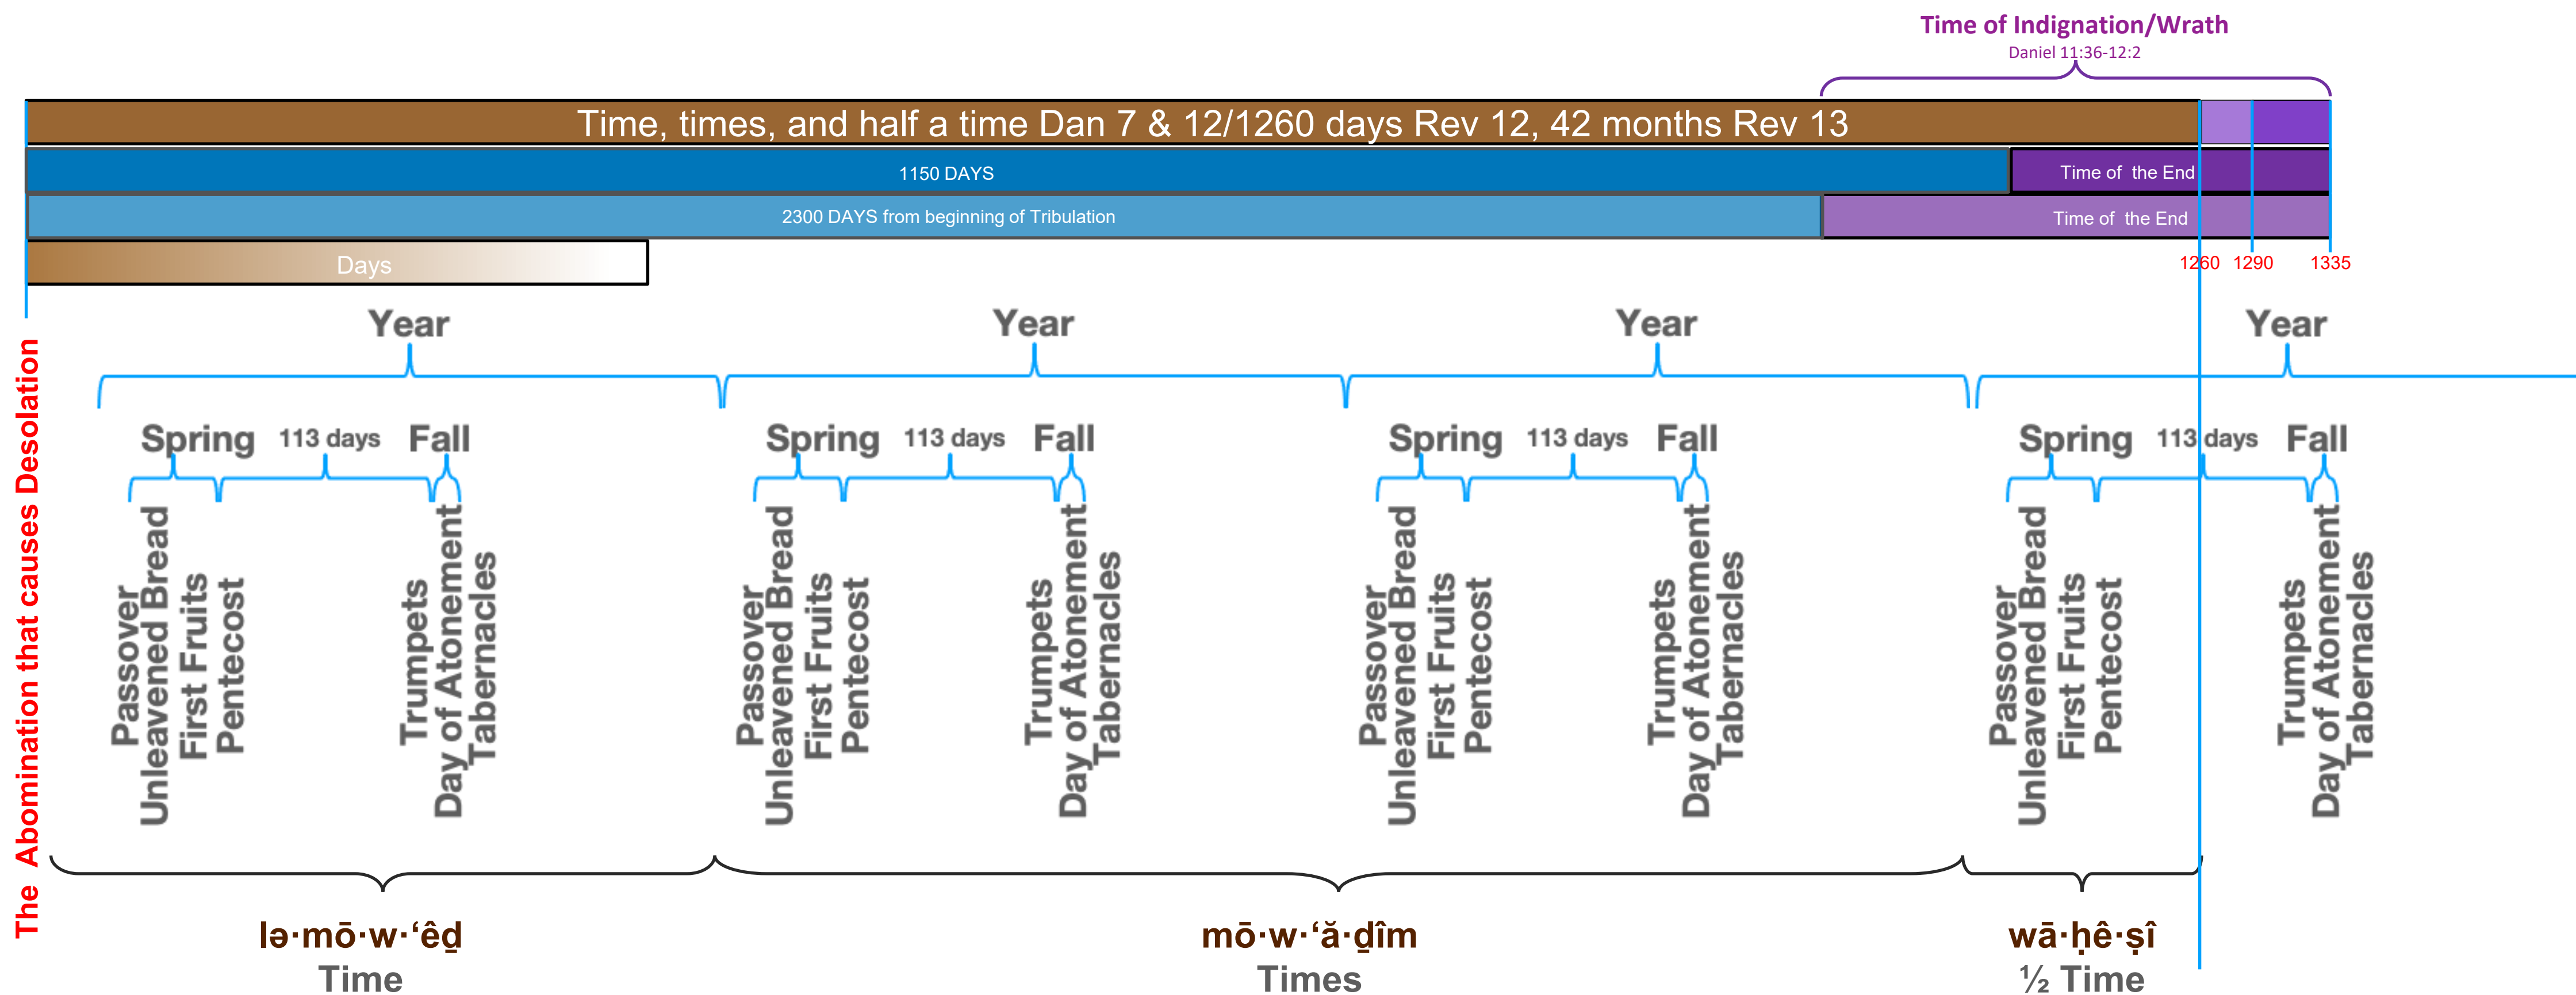 Time of Indignation/Wrath
Daniel 11:36-12:2
Time, times, and half a time Dan 7 & 12/1260 days Rev 12, 42 months Rev 13
1150 DAYS
Time of the End
2300 DAYS from beginning of Tribulation
Time of the End
Days
1260
1290
1335
The Abomination that causes Desolation
Year
Spring
113 days
Fall
Passover
Unleavened Bread
First Fruits
Pentecost
Trumpets
Day of Atonement
Tabernacles
Year
Spring
113 days
Fall
Passover
Unleavened Bread
First Fruits
Pentecost
Trumpets
Day of Atonement
Tabernacles
Year
Spring
113 days
Fall
Passover
Unleavened Bread
First Fruits
Pentecost
Trumpets
Day of Atonement
Tabernacles
Year
Spring
113 days
Fall
Passover
Unleavened Bread
First Fruits
Pentecost
Trumpets
Day of Atonement
Tabernacles
lə·mō·w·‘êḏ
Time
mō·w·‘ă·ḏîm
Times
wā·ḥê·ṣî
½ Time